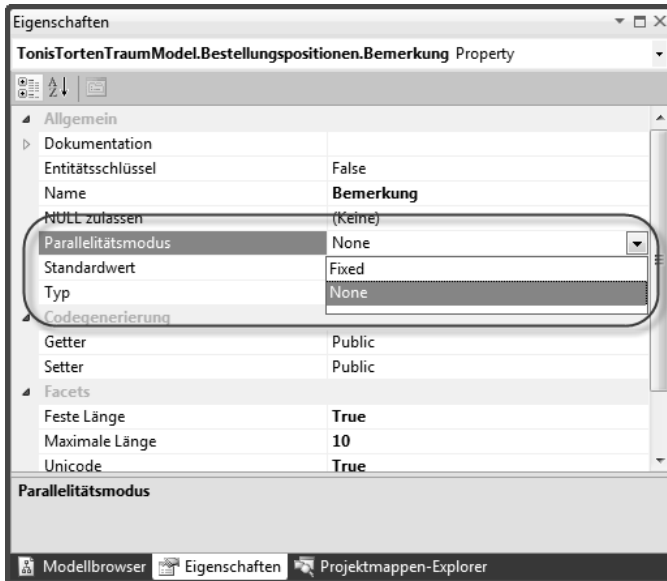 Eigenschaften
TonisTortenTraumModel.Bestellungspositionen.Bemerkung Property
Allgemein
Dokumentation
Entitätsschlüssel False
Name Bemerkung
NULL zulassen (Keine)
Parallelitätsmodus None
Standardwert Fixed
Typ None
Codegenerierung
Getter Public
Setter Public
Facets
Feste Länge True
Maximale Länge 10
Unicode True
Parallelitätsmodus
Modellbrowser Eigenschaften Projektmappen-Explorer